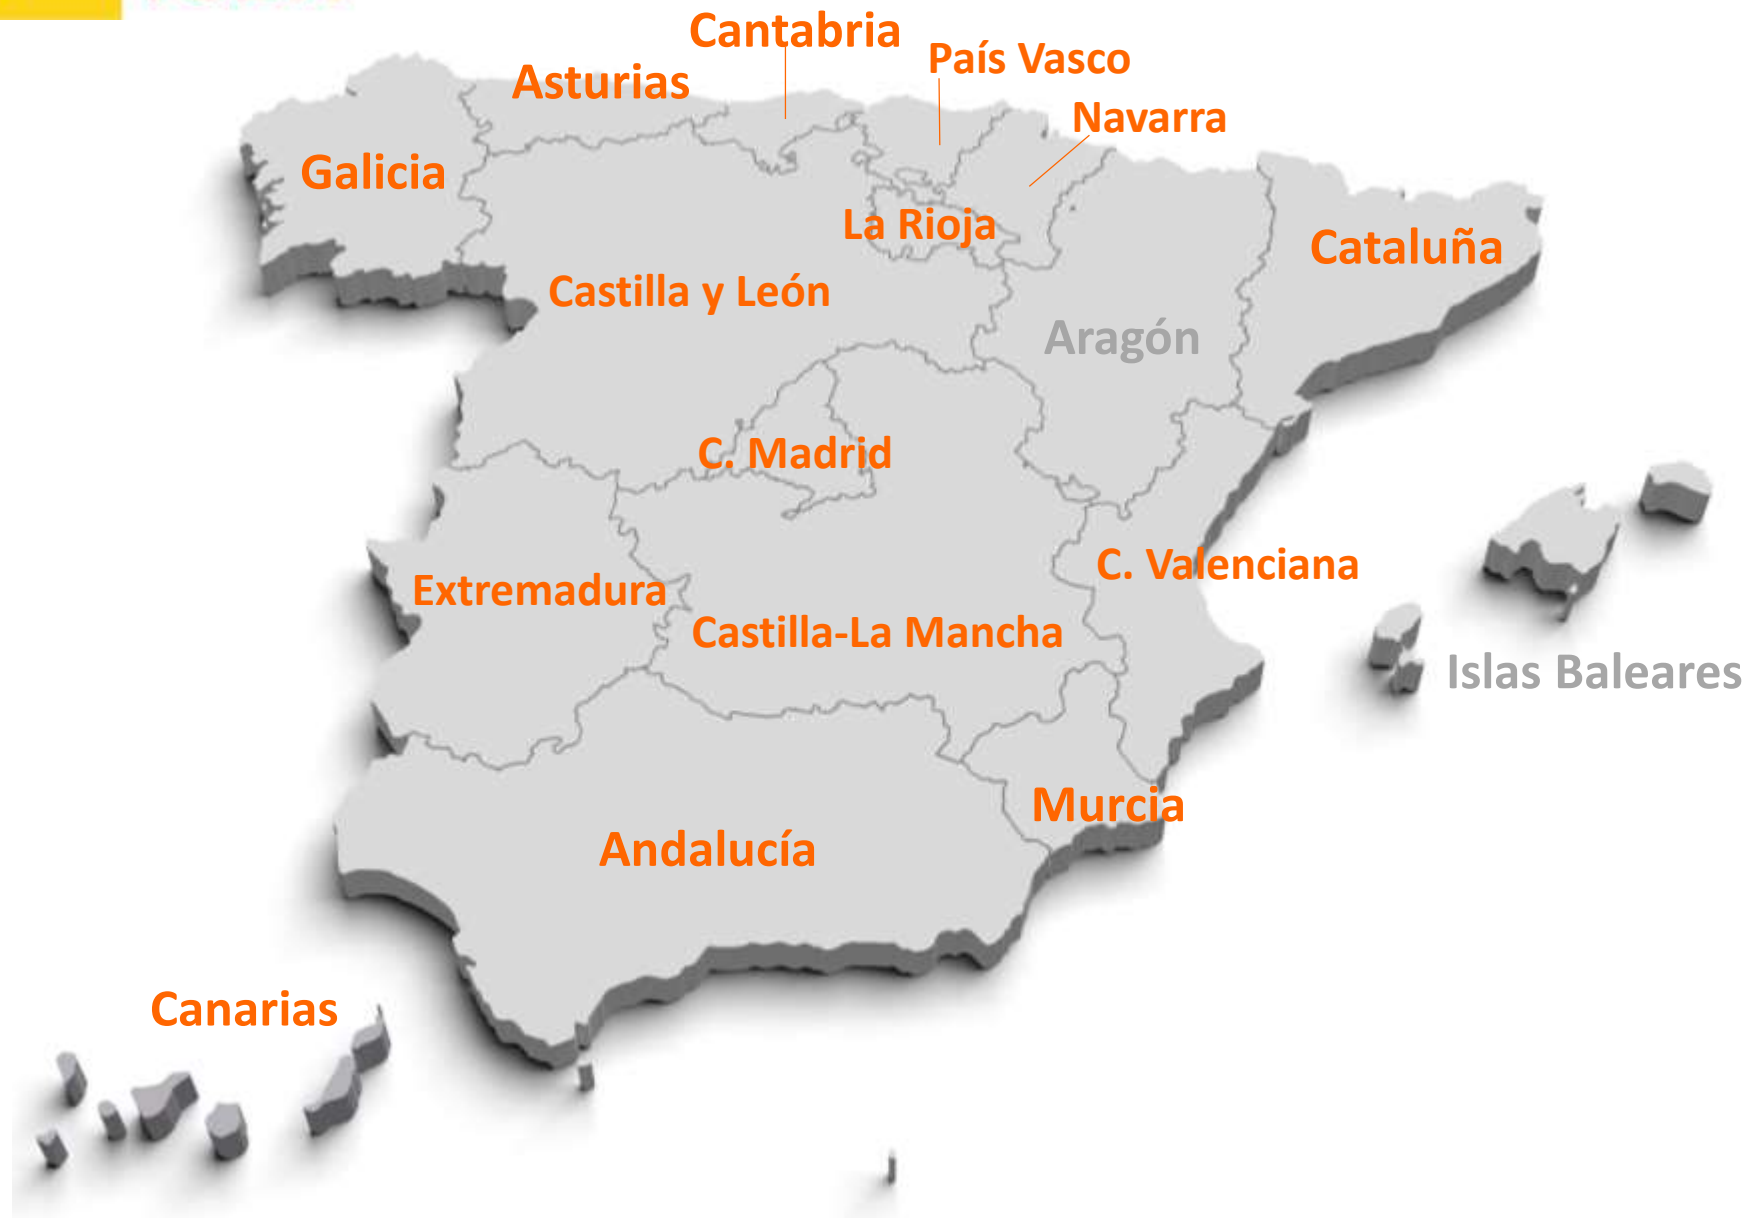 Cantabria
País Vasco
Asturias
Navarra
Galicia
La Rioja
Cataluña
Castilla y León
Aragón
C. Madrid
C. Valenciana
Extremadura
Castilla-La Mancha
Islas Baleares
Murcia
Andalucía
Canarias